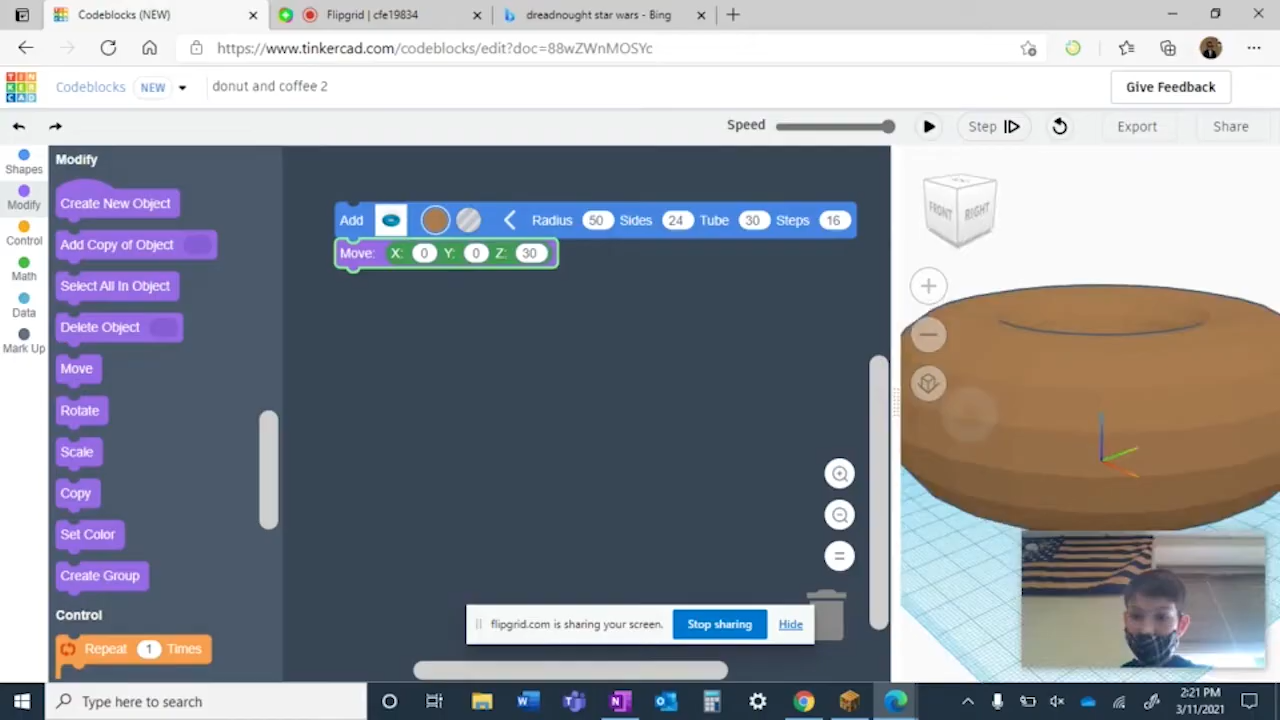 Codeblocks (NEW)
Flipgrid | cfe19834
dreadnought star wars - Bing
https://www.tinkercad.com/codeblocks/edit?doc=88wZWnMOSYc
TIN
KER
CAD
Codeblocks NEW
donut and coffee 2
Give Feedback
Speed
Step
Export
Share
Shapes
Modify
Control
Math
Data
Mark Up
Modify
Create New Object
Add Copy of Object
Select All In Object
Delete Object
Move
Rotate
Scale
Copy
Set Color
Create Group
Control
Repeat 1 Times
Add Radius 50 Sides 24 Tube 30 Steps 16
Move: X: 0 Y: 0 Z: 30
FRONT RIGHT
flipgrid.com is sharing your screen. Stop sharing Hide
Type here to search
2:21 PM
3/11/2021